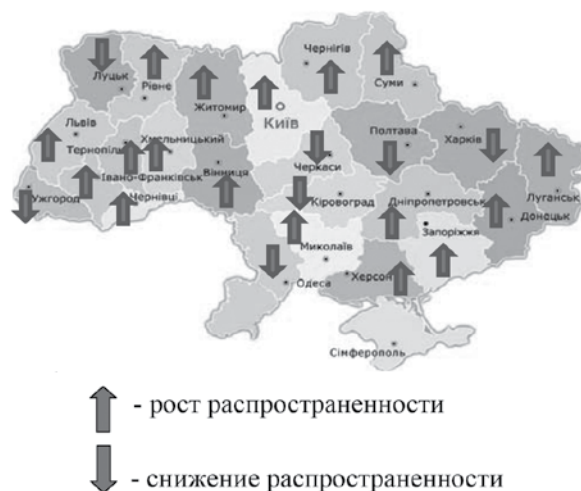 Чернігів
Луцьк
Рівне
Суми
Житомир
Київ
Львів
Полтава
Харків
Тернопіль
Хмельницький
Черкаси
Вінниця
Івано-Франківськ
Луганськ
Ужгород
Чернівці
Кіровоград
Дніпропетровськ
Донецьк
Запоріжжя
Миколаїв
Одеса
Херсон
Сімферополь
- рост распространенности
- снижение распространенности